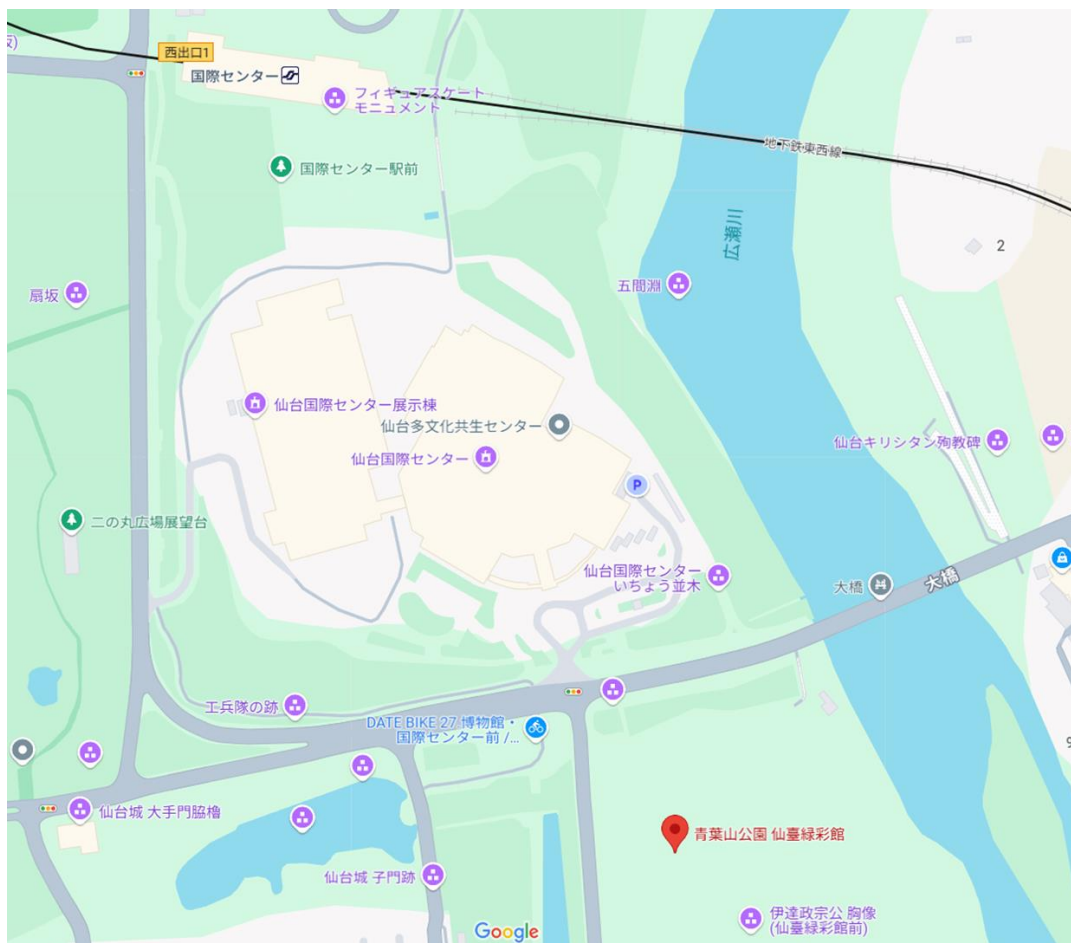 西出口1
国際センター
フィギュアスケート
モニュメント
国際センター駅前
地下鉄東西線
広瀬川
2
扇坂
五間淵
仙台国際センター展示棟
仙台多文化共生センター
仙台国際センター
仙台キリシタン殉教碑
P
二の丸広場展望台
仙台国際センター
いちょう並木
大橋
大橋
工兵隊の跡
DATE BIKE 27 博物館・
国際センター前 /...
9
仙台城 大手門脇櫓
青葉山公園 仙臺緑彩館
仙台城 子門跡
伊達政宗公 胸像
(仙臺緑彩館前)
Google